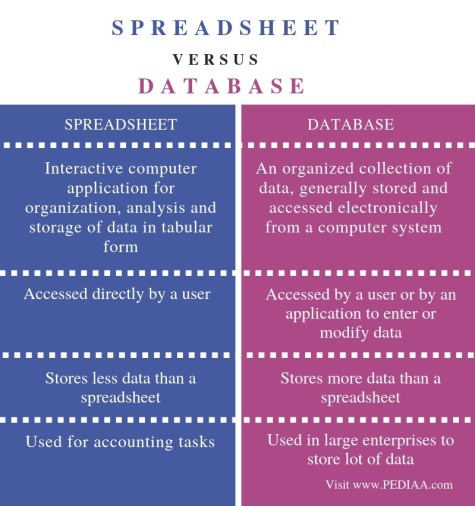 SPREADSHEET
VERSUS
DATABASE
SPREADSHEET
Interactive computer
application for
organization, analysis and
storage of data in tabular
form
Accessed directly by a user
Stores less data than a
spreadsheet
Used for accounting tasks
DATABASE
An organized collection of
data, generally stored and
accessed electronically
from a computer system
Accessed by a user or by an
application to enter or
modify data
Stores more data than a
spreadsheet
Used in large enterprises to
store lot of data
Visit www.PEDIAA.com